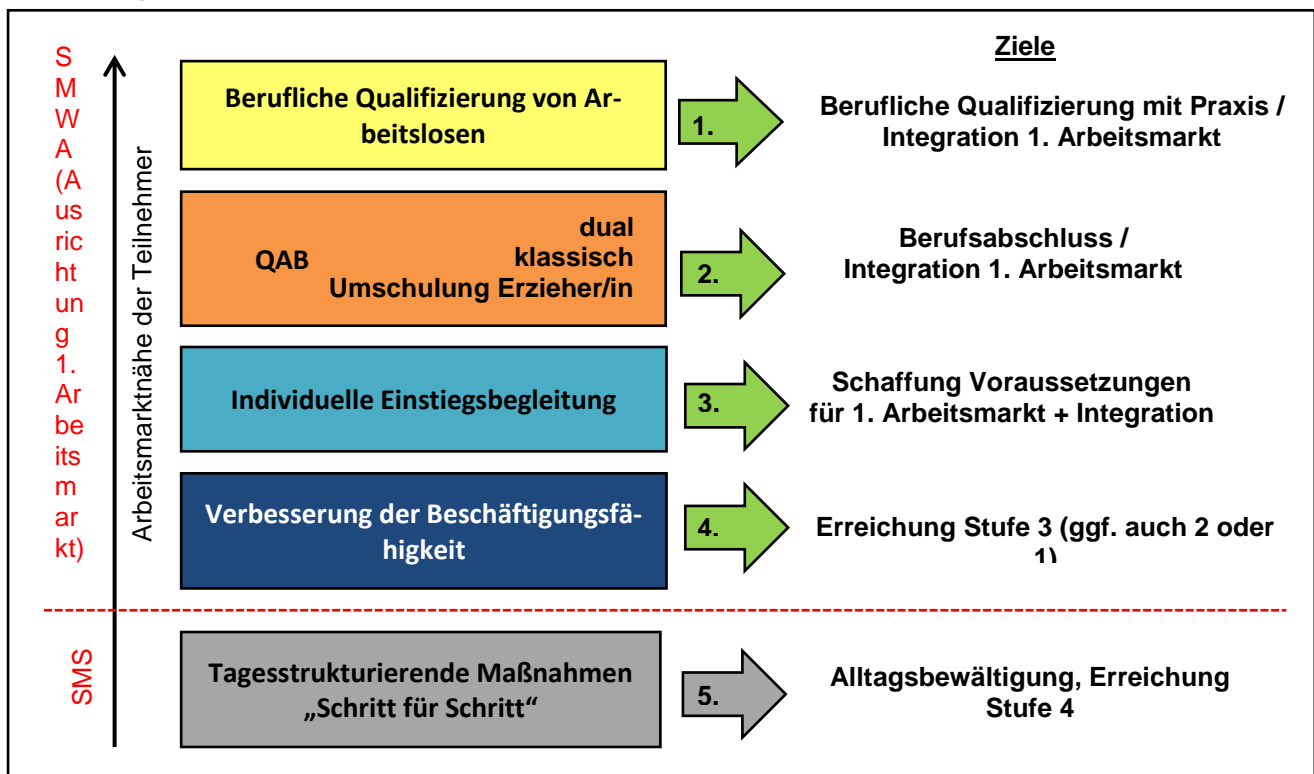 S
M
W
A
(A
us
ric
ht
un
g
1.
Ar
be
its
m
ar
kt)
SMS
Arbeitsmarktnähe der Teilnehmer
Ziele
Berufliche Qualifizierung von Ar-
beitslosen
1.
Berufliche Qualifizierung mit Praxis /
Integration 1. Arbeitsmarkt
QAB
dual
klassisch
Umschulung Erzieher/in
2.
Berufsabschluss /
Integration 1. Arbeitsmarkt
Individuelle Einstiegsbegleitung
3.
Schaffung Voraussetzungen
für 1. Arbeitsmarkt + Integration
Verbesserung der Beschäftigungsfä-
higkeit
4.
Erreichung Stufe 3 (ggf. auch 2 oder
1)
Tagesstrukturierende Maßnahmen
„Schritt für Schritt“
5.
Alltagsbewältigung, Erreichung
Stufe 4